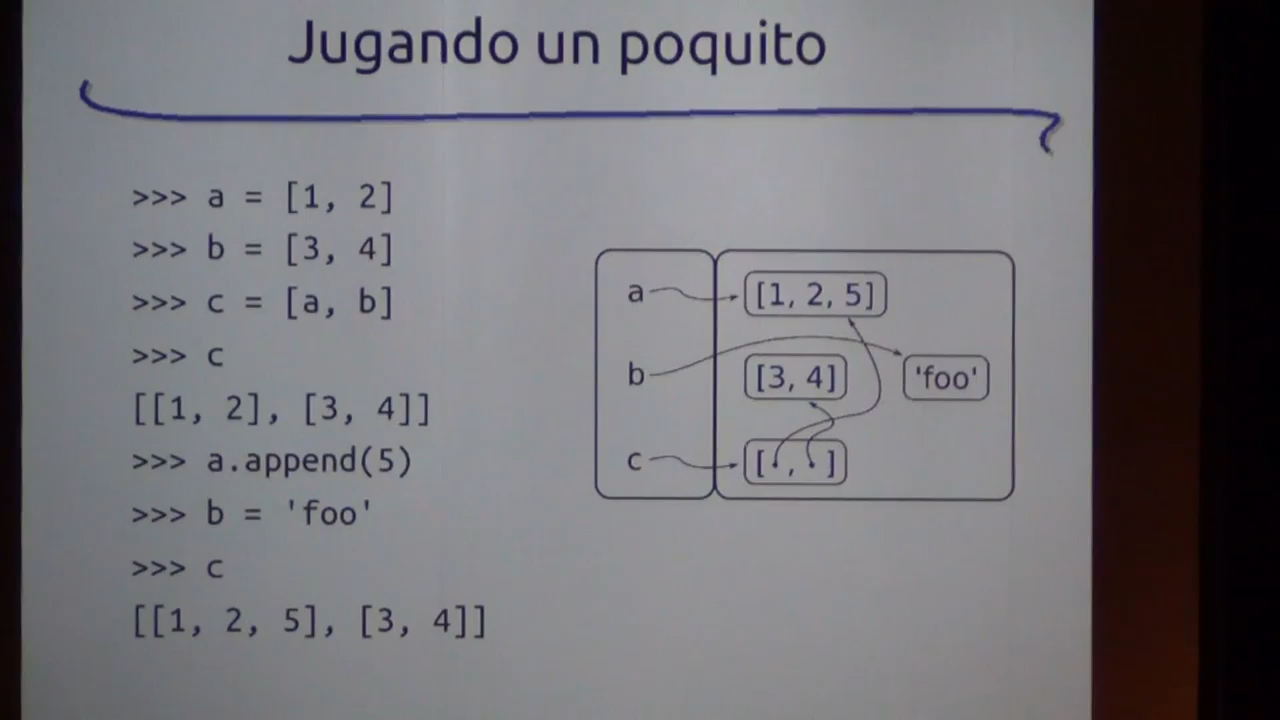 Jugando un poquito
>>> a = [1, 2]
>>> b = [3, 4]
>>> c = [a, b]
>>> c
[[1, 2], [3, 4]]
>>> a.append(5)
>>> b = 'foo'
>>> c
[[1, 2, 5], [3, 4]]
a [1, 2, 5]
b [3, 4] 'foo'
c [ , ]